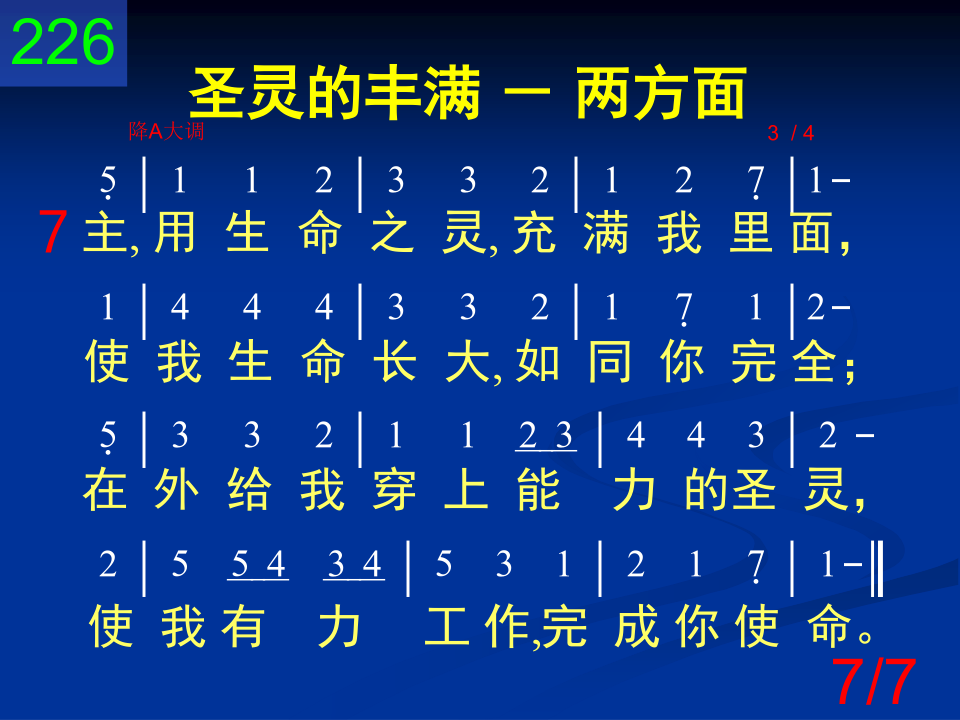 226
圣灵的丰满 － 两方面
降A大调 3 / 4
5̣ | 1 1 2 | 3 3 2 | 1 2 7̣ | 1 -
7 主, 用 生 命 之 灵, 充 满 我 里 面，
1 | 4 4 4 | 3 3 2 | 1 7̣ 1 | 2 -
使 我 生 命 长 大, 如 同 你 完 全；
5̣ | 3 3 2 | 1 1 2 3 | 4 4 3 | 2 -
在 外 给 我 穿 上 能 力 的 圣 灵，
2 | 5 5 4 3 4 | 5 3 1 | 2 1 7̣ | 1 - ‖
使 我 有 力 工 作, 完 成 你 使 命。
7/7